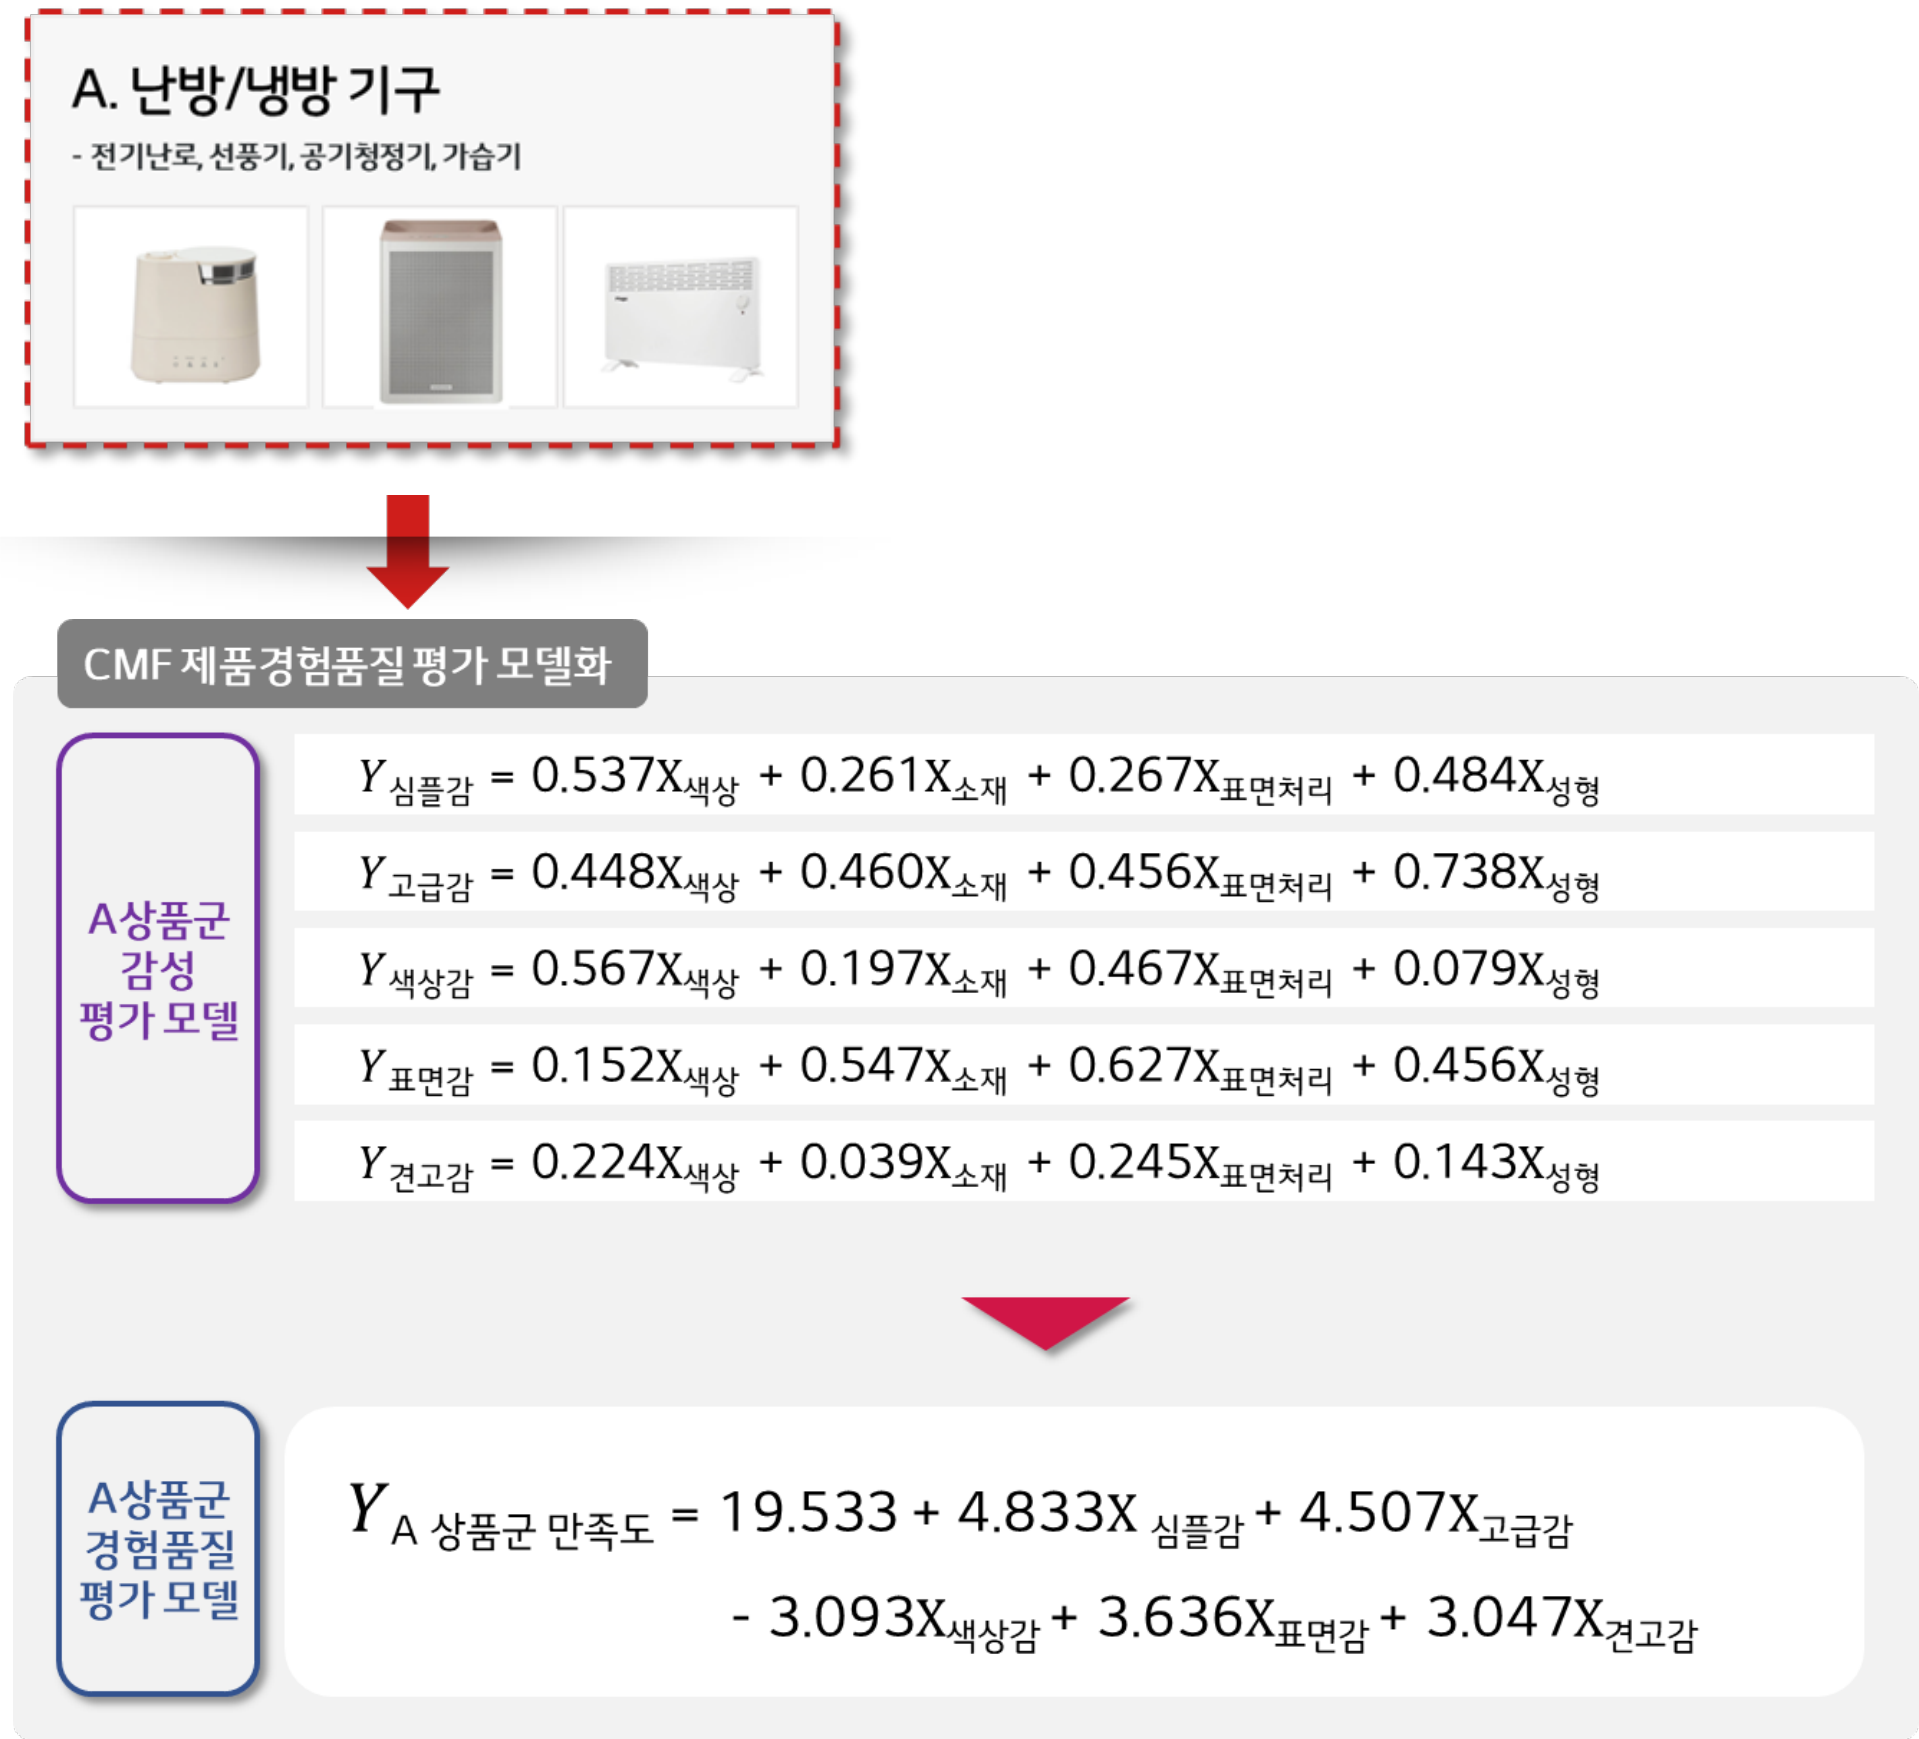 A. 난방/냉방 기구
- 전기난로, 선풍기, 공기청정기, 가습기
CMF 제품경험품질 평가 모델화
A상품군
감성
평가 모델
Y 심플감 = 0.537X색상 + 0.261X소재 + 0.267X표면처리 + 0.484X성형
Y 고급감 = 0.448X색상 + 0.460X소재 + 0.456X표면처리 + 0.738X성형
Y 색상감 = 0.567X색상 + 0.197X소재 + 0.467X표면처리 + 0.079X성형
Y 표면감 = 0.152X색상 + 0.547X소재 + 0.627X표면처리 + 0.456X성형
Y 견고감 = 0.224X색상 + 0.039X소재 + 0.245X표면처리 + 0.143X성형
A상품군
경험품질
평가 모델
Y A 상품군 만족도 = 19.533 + 4.833X 심플감 + 4.507X고급감
- 3.093X색상감 + 3.636X표면감 + 3.047X견고감